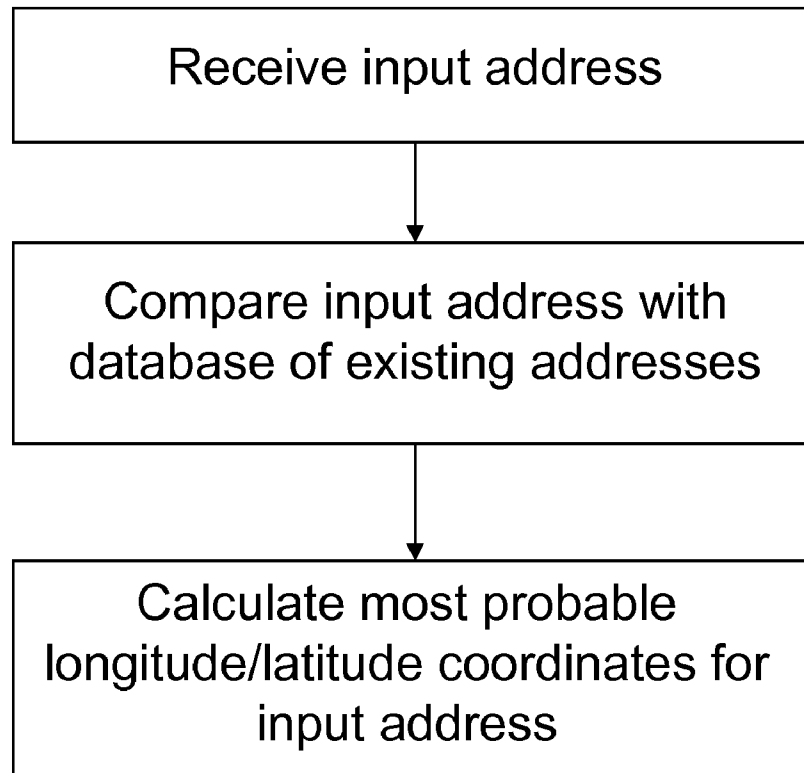 Receive input address
Compare input address with
database of existing addresses
Calculate most probable
longitude/latitude coordinates for
input address